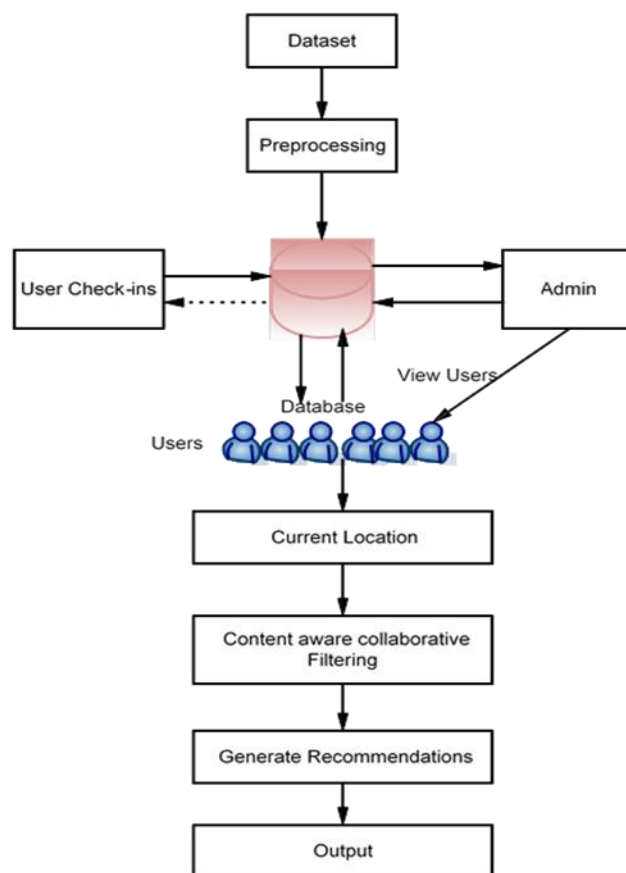 Dataset
Preprocessing
User Check-ins
Admin
View Users
Database
Users
Current Location
Content aware collaborative
Filtering
Generate Recommendations
Output